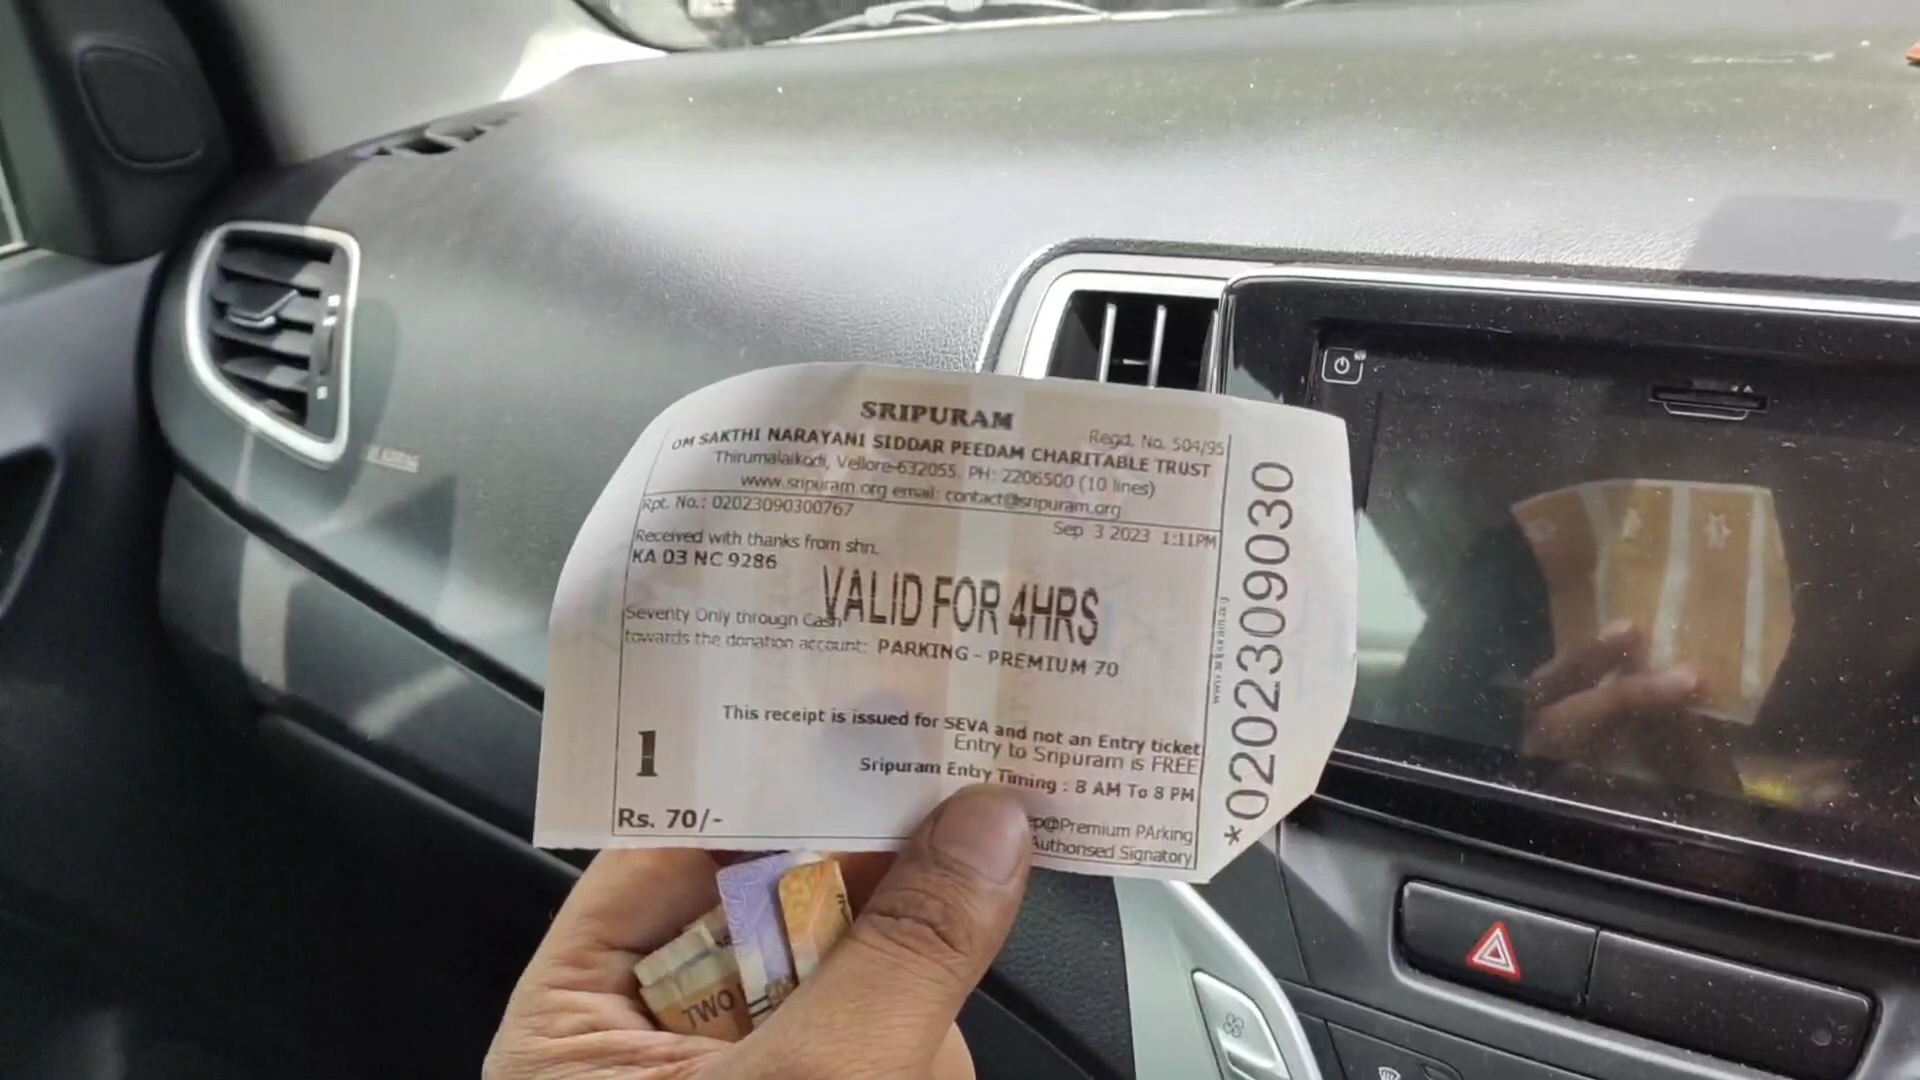 SRIPURAM
Regd. No. 504/95
OM SAKTHI NARAYANI SIDDAR PEEDAM CHARITABLE TRUST
Thirumalaikodi, Vellore-632055. PH: 2206500 (10 lines)
www.sripuram.org email: contact@sripuram.org
Rpt. No.: 02023090300767
Sep 3 2023 1:11PM
Received with thanks from shri.
KA 03 NC 9286
VALID FOR 4HRS
Seventy Only through Cash
towards the donation account: PARKING - PREMIUM 70
This receipt is issued for SEVA and not an Entry ticket
Entry to Sripuram is FREE
1
Sripuram Entry Timing : 8 AM To 8 PM
Rs. 70/-
ep@Premium PArking
Authorised Signatory
*0202309030
TWO